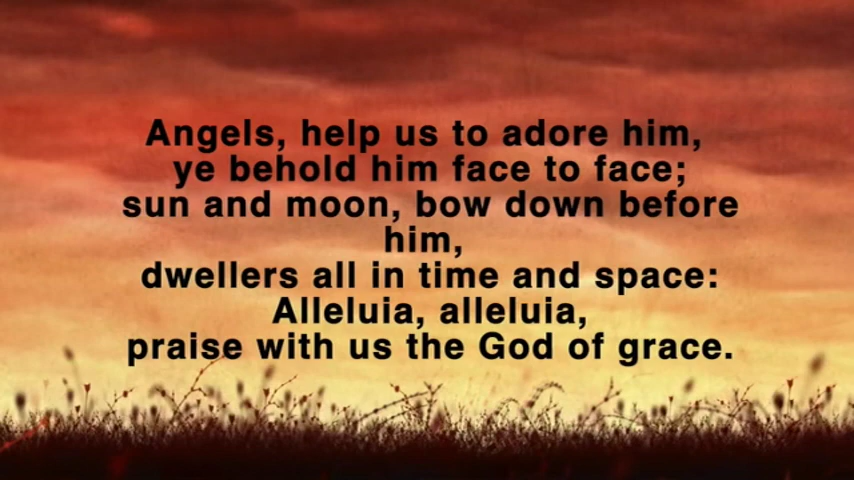 Angels, help us to adore him,
ye behold him face to face;
sun and moon, bow down before
him,
dwellers all in time and space:
Alleluia, alleluia,
praise with us the God of grace.